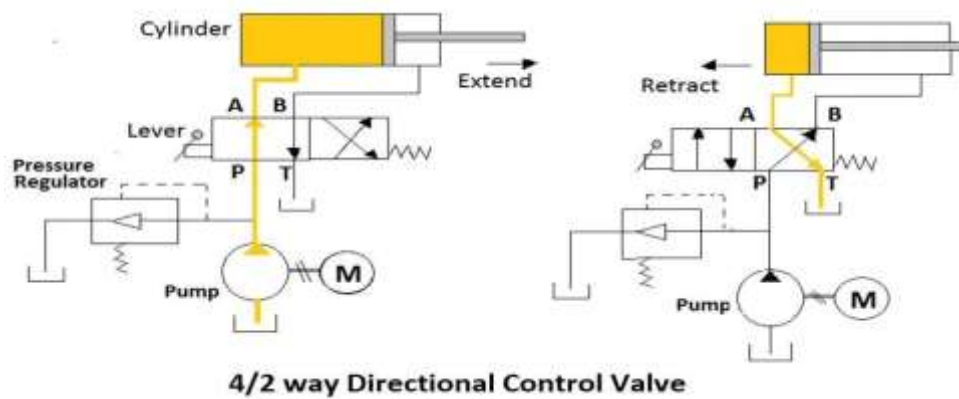 Cylinder
Extend
A B
Lever
P T
Pressure
Regulator
Pump
M
Retract
A B
P T
Pump
M
4/2 way Directional Control Valve